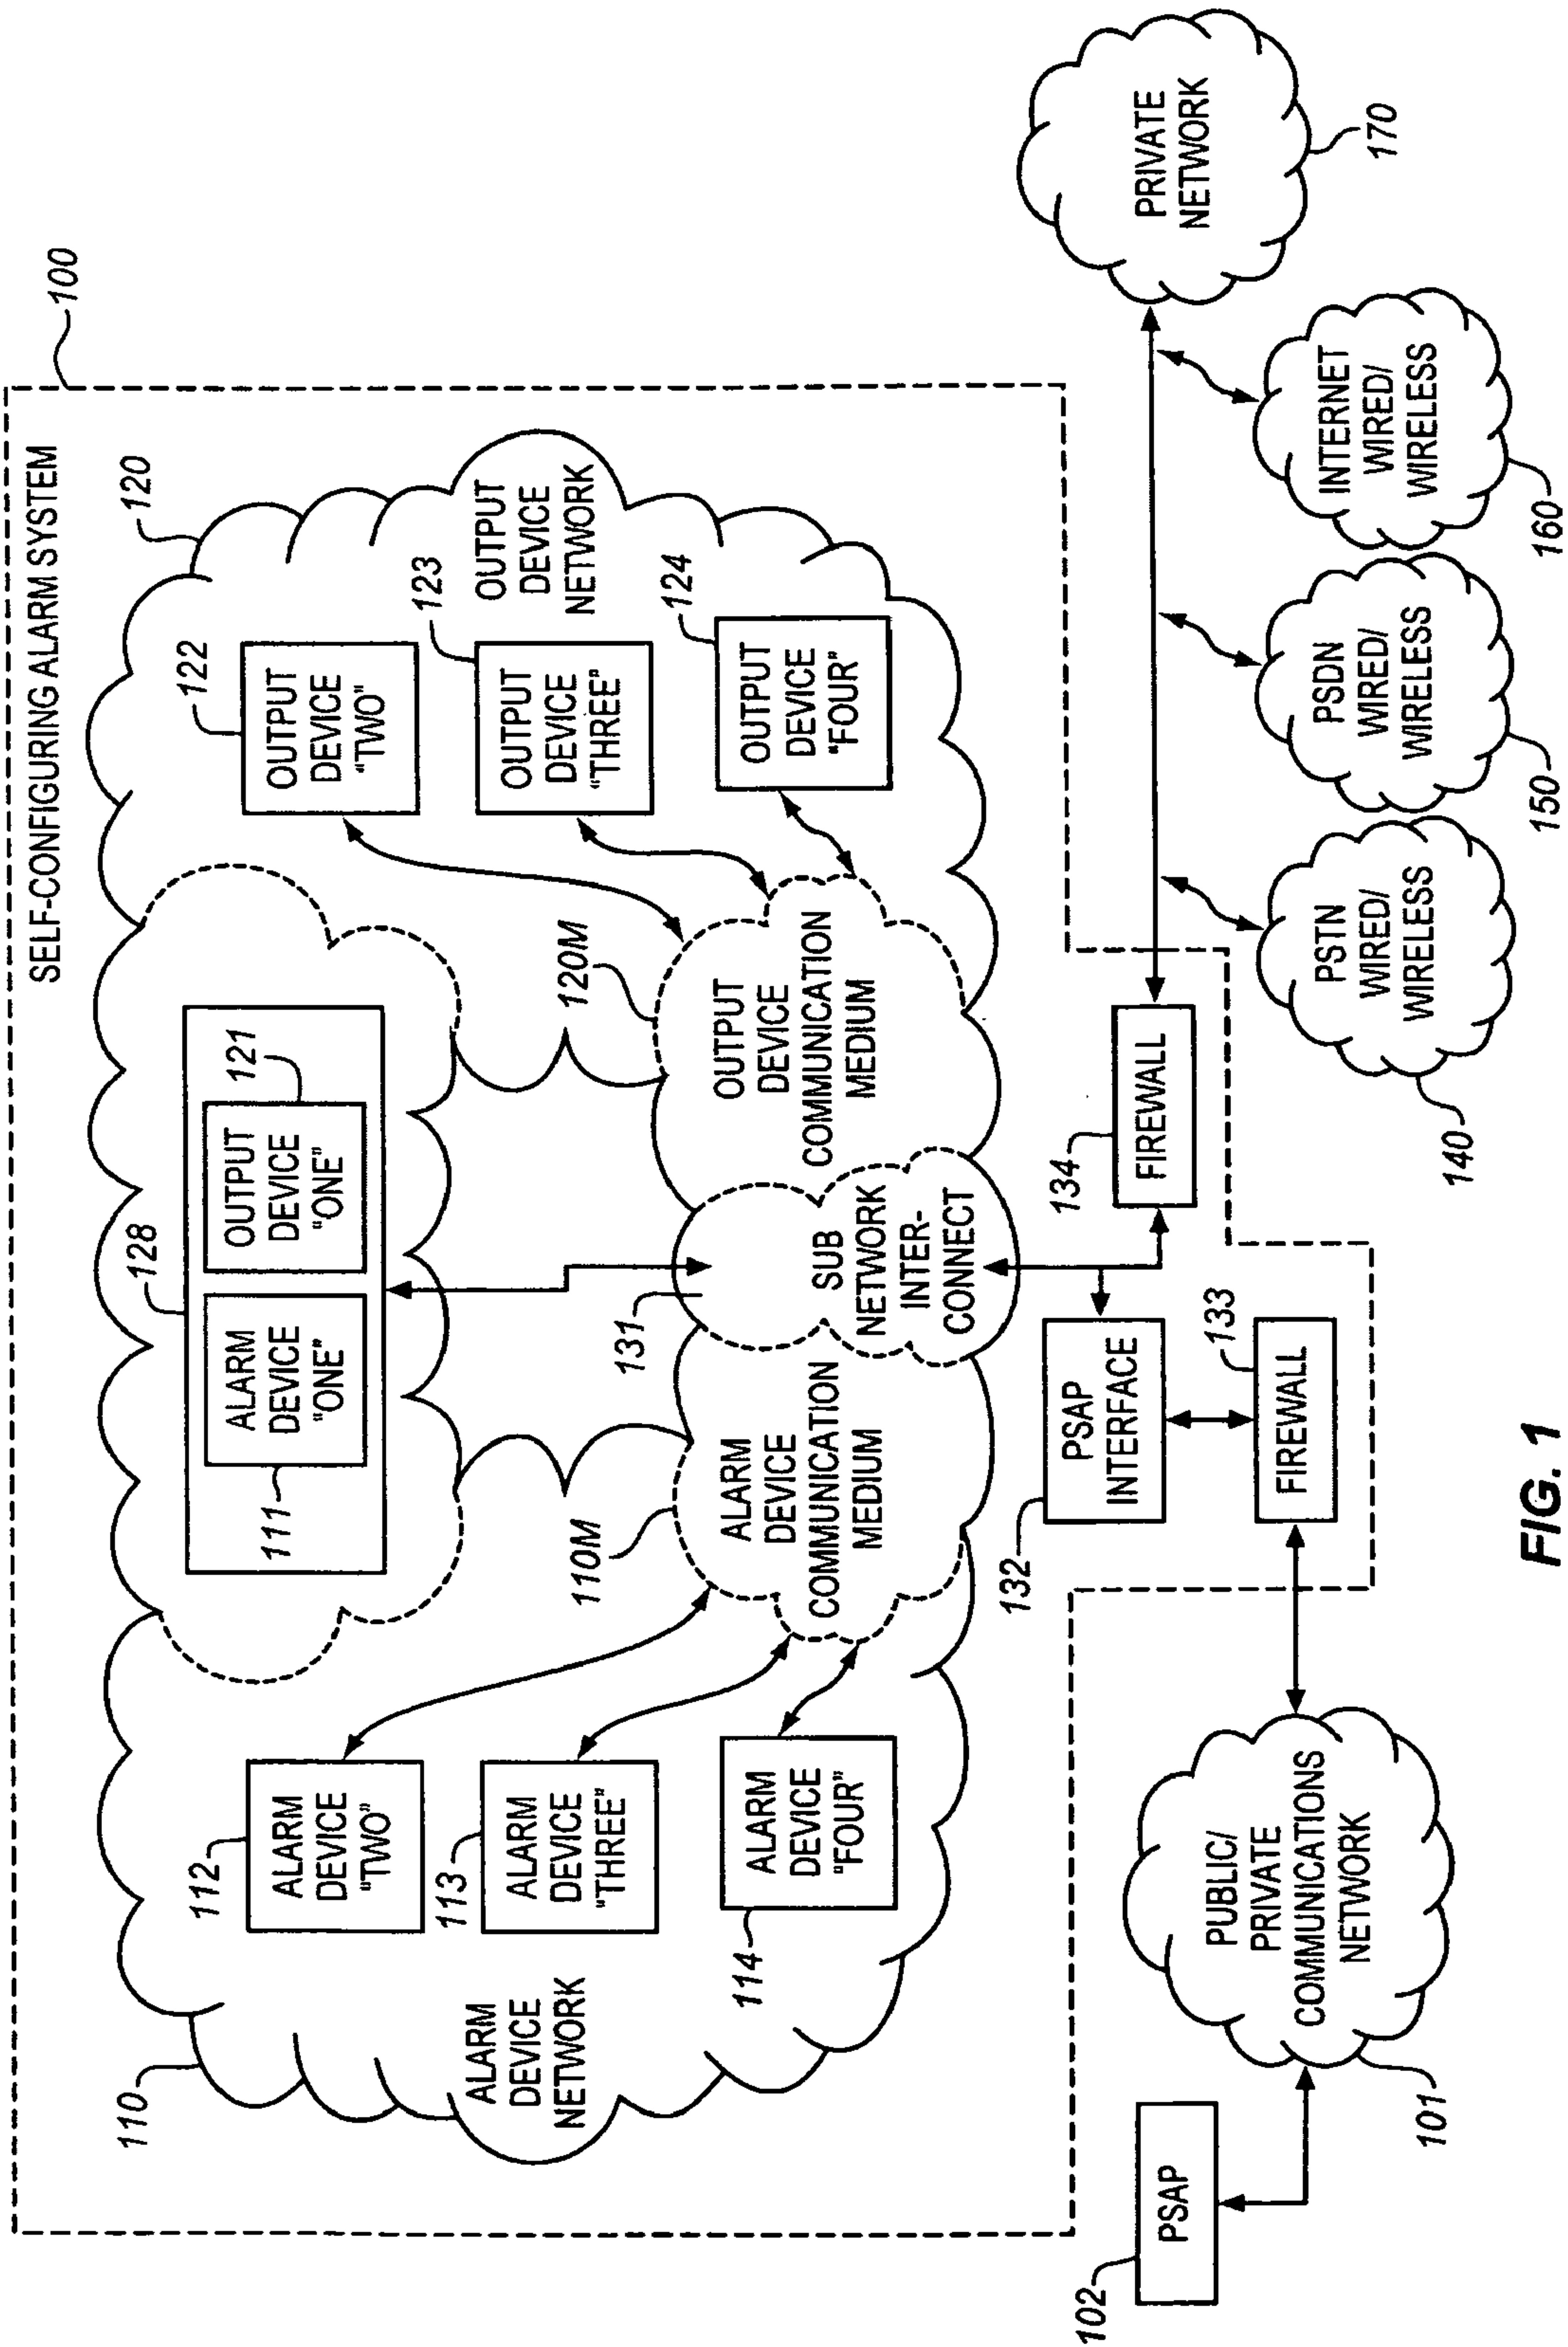 SELF-CONFIGURING ALARM SYSTEM
100
110
ALARM
DEVICE
NETWORK
112
ALARM
DEVICE
"TWO"
113
ALARM
DEVICE
"THREE"
114
ALARM
DEVICE
"FOUR"
128
111
ALARM
DEVICE
"ONE"
121
OUTPUT
DEVICE
"ONE"
120
OUTPUT
DEVICE
NETWORK
122
OUTPUT
DEVICE
"TWO"
123
OUTPUT
DEVICE
"THREE"
124
OUTPUT
DEVICE
"FOUR"
110M
ALARM
DEVICE
COMMUNICATION
MEDIUM
131
SUB
NETWORK
INTER-
CONNECT
120M
OUTPUT
DEVICE
COMMUNICATION
MEDIUM
132
PSAP
INTERFACE
133
FIREWALL
134
FIREWALL
102
PSAP
PUBLIC/
PRIVATE
COMMUNICATIONS
NETWORK
101
PSTN
WIRED/
WIRELESS
140
PSDN
WIRED/
WIRELESS
150
INTERNET
WIRED/
WIRELESS
160
PRIVATE
NETWORK
170
FIG. 1